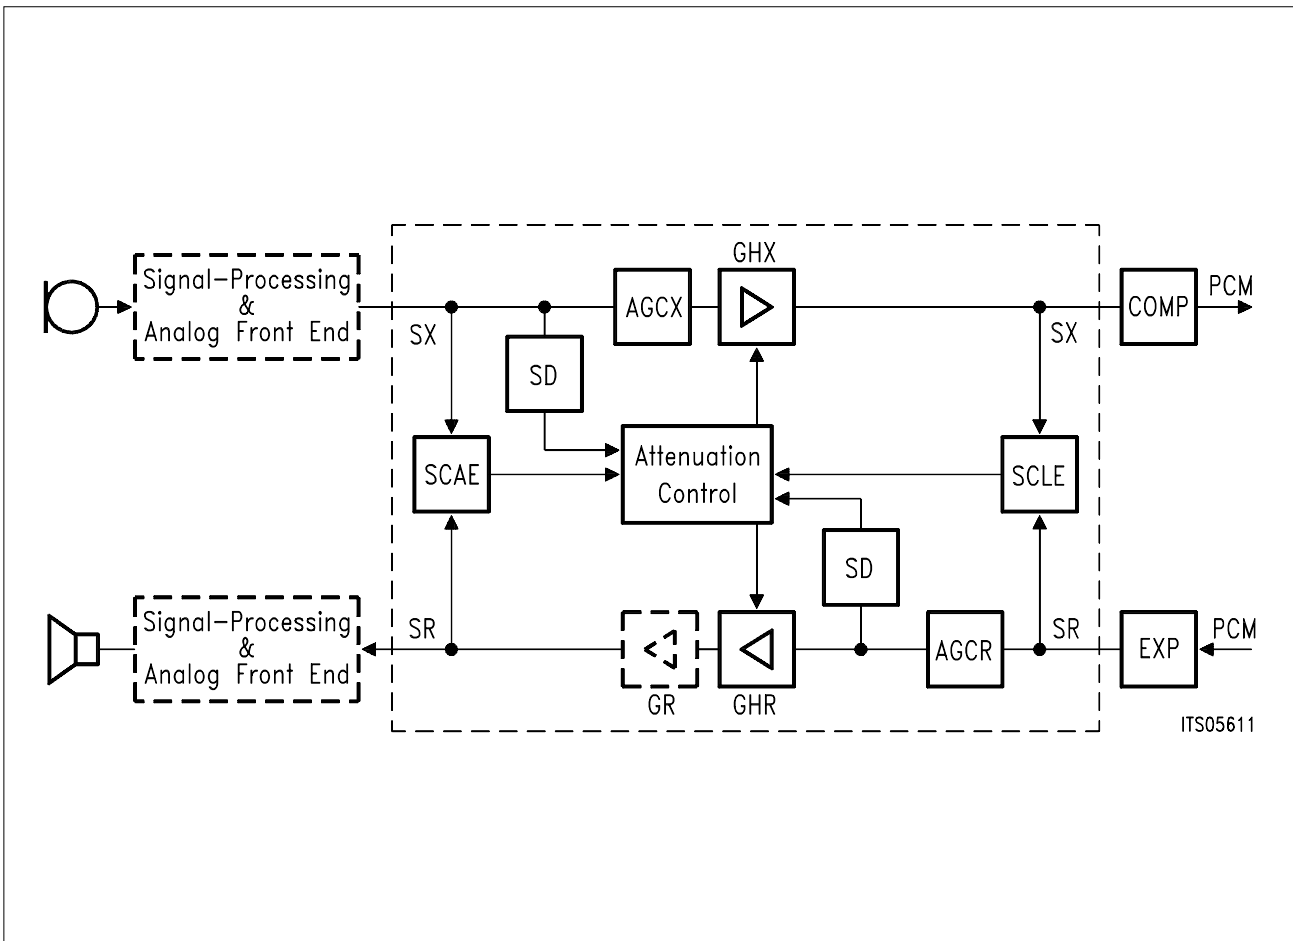 GHX
Signal-Processing
&
Analog Front End
SX
AGCX
SX
COMP
PCM
SD
SCAE
Attenuation
Control
SCLE
SD
Signal-Processing
&
Analog Front End
SR
GR
GHR
AGCR
SR
EXP
PCM
ITS05611